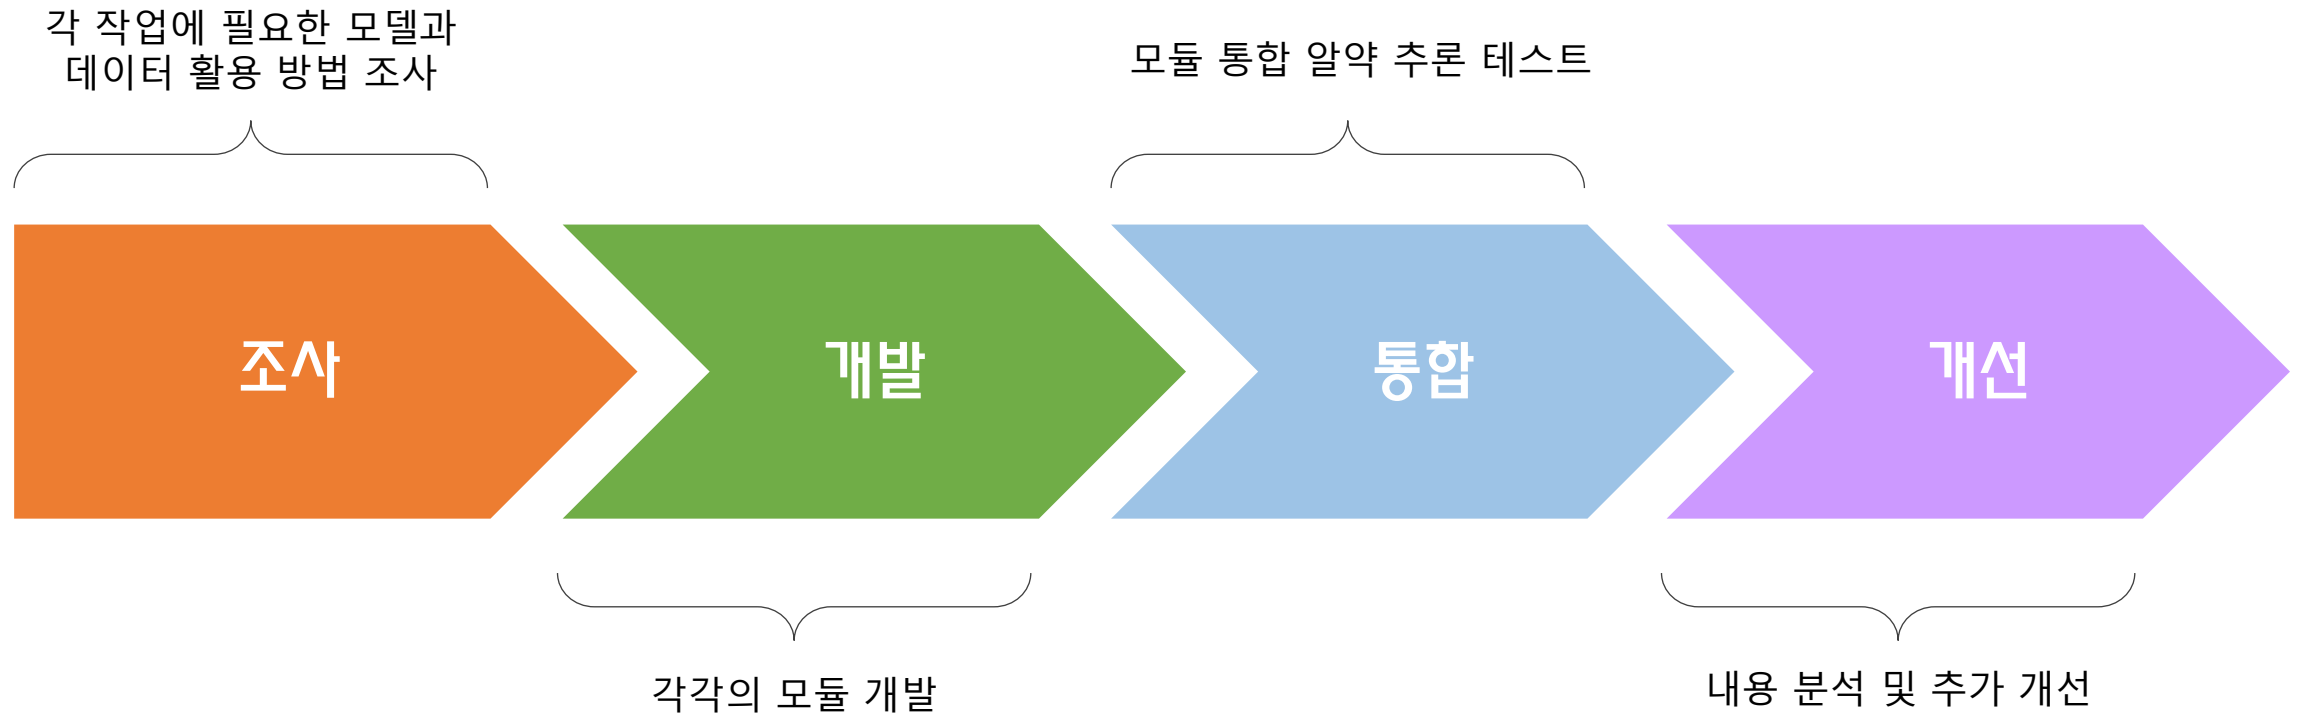 각 작업에 필요한 모델과
데이터 활용 방법 조사
모듈 통합 알약 추론 테스트
조사
개발
통합
개선
각각의 모듈 개발
내용 분석 및 추가 개선